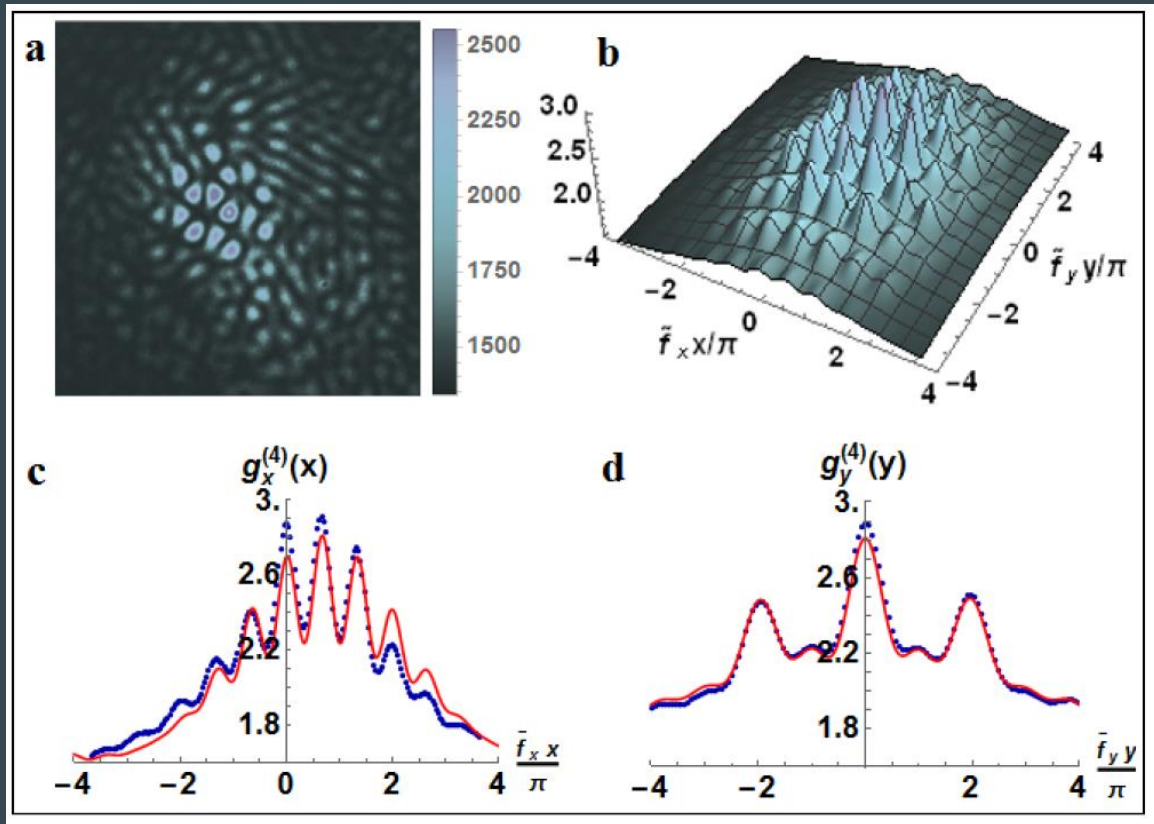 a
2500
2250
2000
1750
1500
b
3.0
2.5
2.0
−4
−2
0
2
4
f̃ x x/π
−4
−2
0
2
4
f̃ y y/π
c
g_x^(4)(x)
3.
2.6
2.2
1.8
−4 −2 0 2 4
f̄ x x
π
d
g_y^(4)(y)
3.
2.6
2.2
1.8
−4 −2 2 4
f̄ y y
π